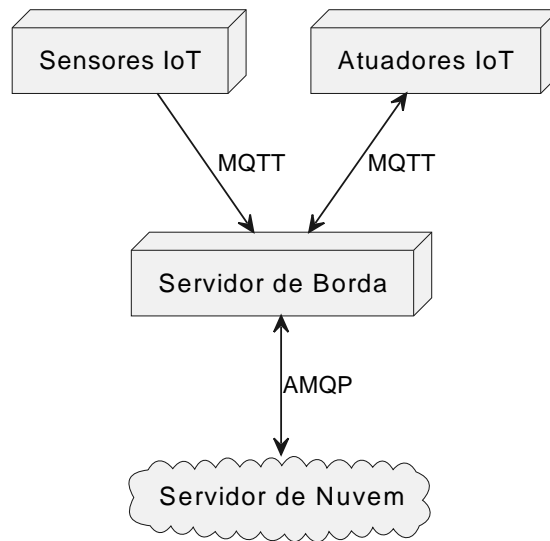 Sensores IoT
Atuadores IoT
MQTT
MQTT
Servidor de Borda
AMQP
Servidor de Nuvem